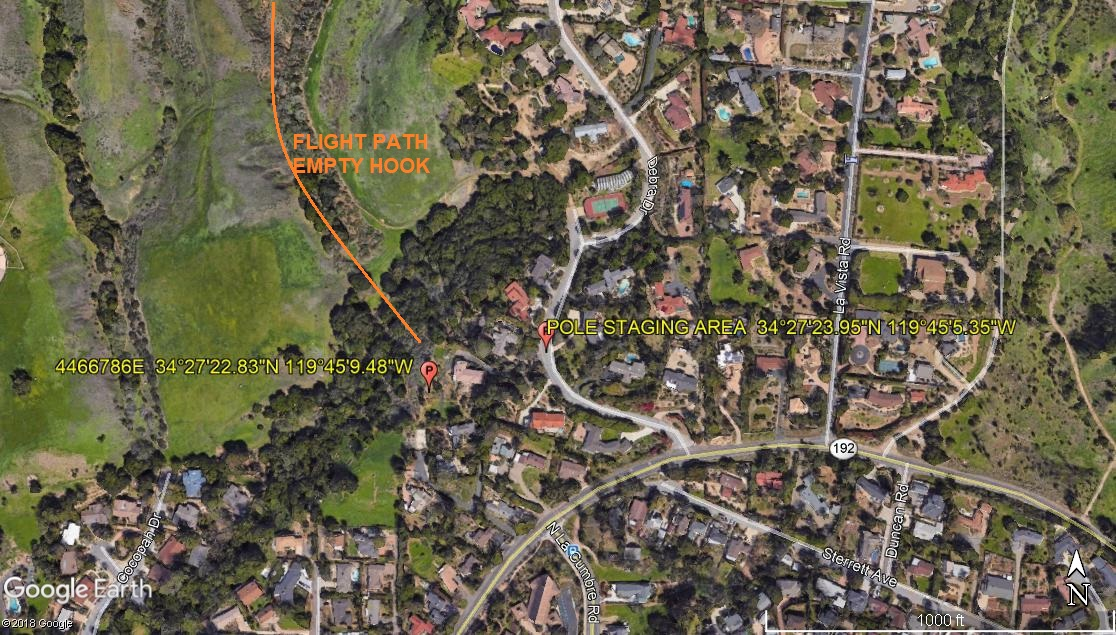 FLIGHT PATH
EMPTY HOOK
Debra Dr
La Vista Rd
POLE STAGING AREA 34°27'23.95"N 119°45'5.35"W
4466786E 34°27'22.83"N 119°45'9.48"W
P
192
Cocopah Dr
N La Cumbre Rd
Sterrett Ave
Duncan Rd
Google Earth
©2018 Google
N
1000 ft